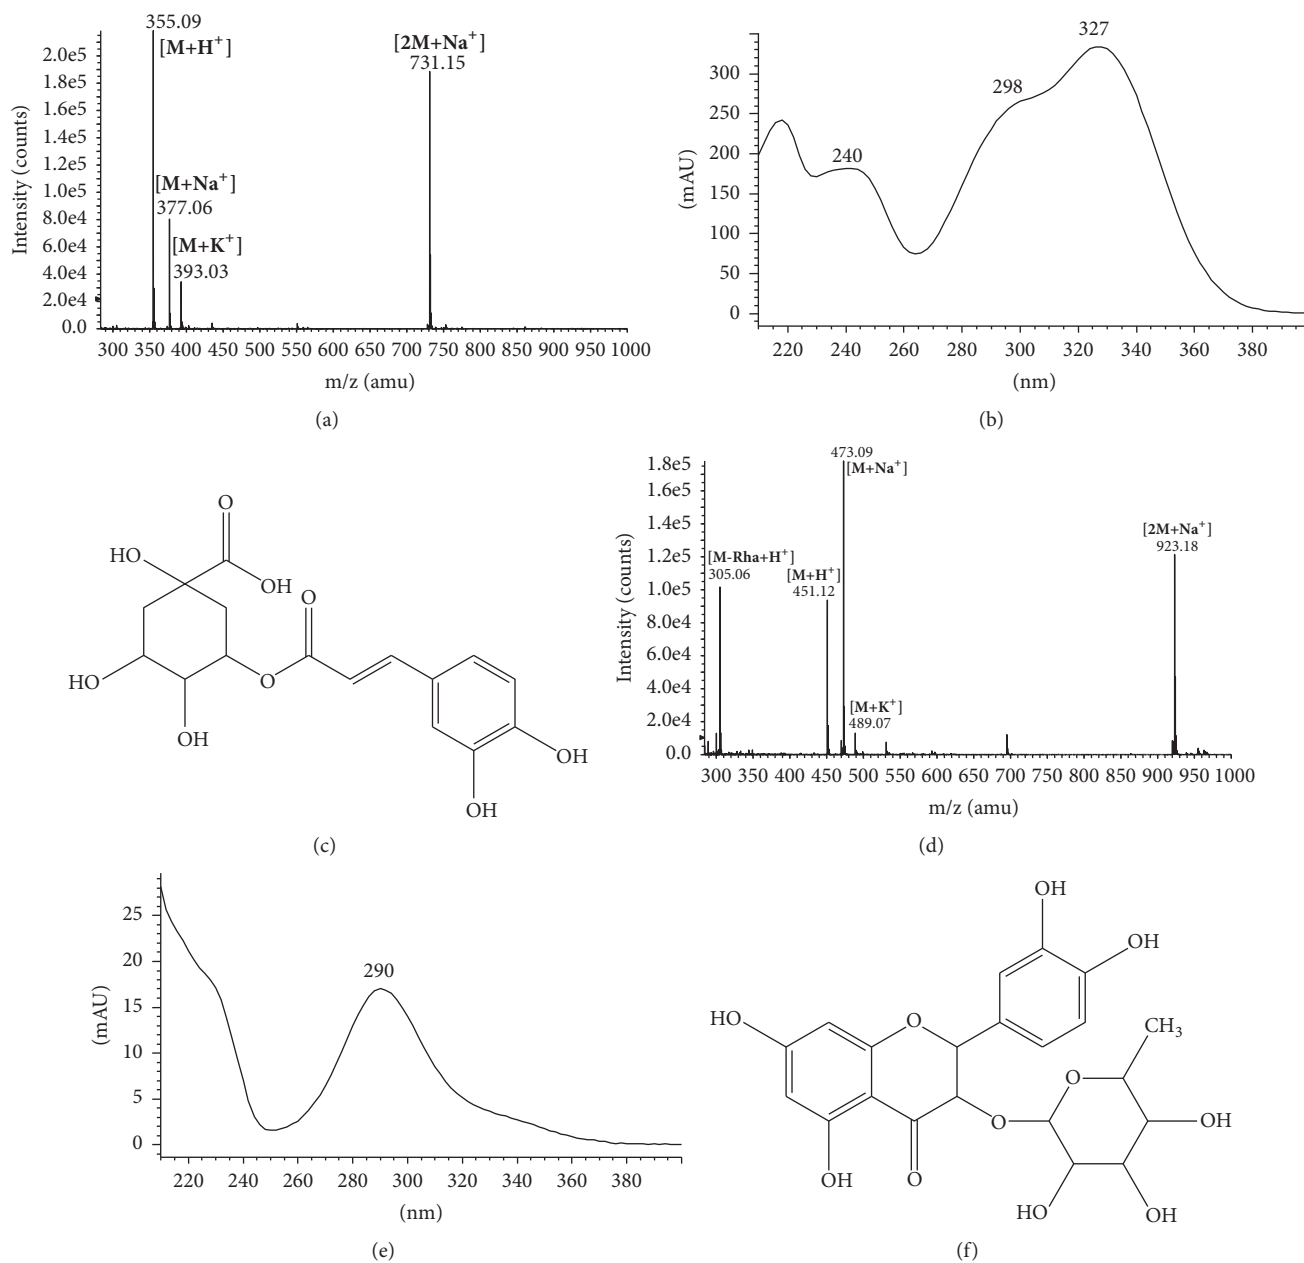 355.09
[M+H+]
[2M+Na+]
731.15
[M+Na+]
377.06
[M+K+]
393.03
2.0e5
1.8e5
1.6e5
1.4e5
1.2e5
1.0e5
8.0e4
6.0e4
4.0e4
2.0e4
0.0
Intensity (counts)
300 350 400 450 500 550 600 650 700 750 800 850 900 950 1000
m/z (amu)
(a)
327
298
240
300
250
200
150
100
50
0
(mAU)
220 240 260 280 300 320 340 360 380
(nm)
(b)
O
HO
OH
O
HO
O
OH
OH
OH
(c)
473.09
[M+Na+]
[2M+Na+]
923.18
[M-Rha+H+]
305.06
[M+H+]
451.12
[M+K+]
489.07
1.8e5
1.6e5
1.4e5
1.2e5
1.0e5
8.0e4
6.0e4
4.0e4
2.0e4
0.0
Intensity (counts)
300 350 400 450 500 550 600 650 700 750 800 850 900 950 1000
m/z (amu)
(d)
290
25
20
15
10
5
0
(mAU)
220 240 260 280 300 320 340 360 380
(nm)
(e)
OH
OH
HO
O
CH3
O
O
OH
OH
O
HO
OH
(f)